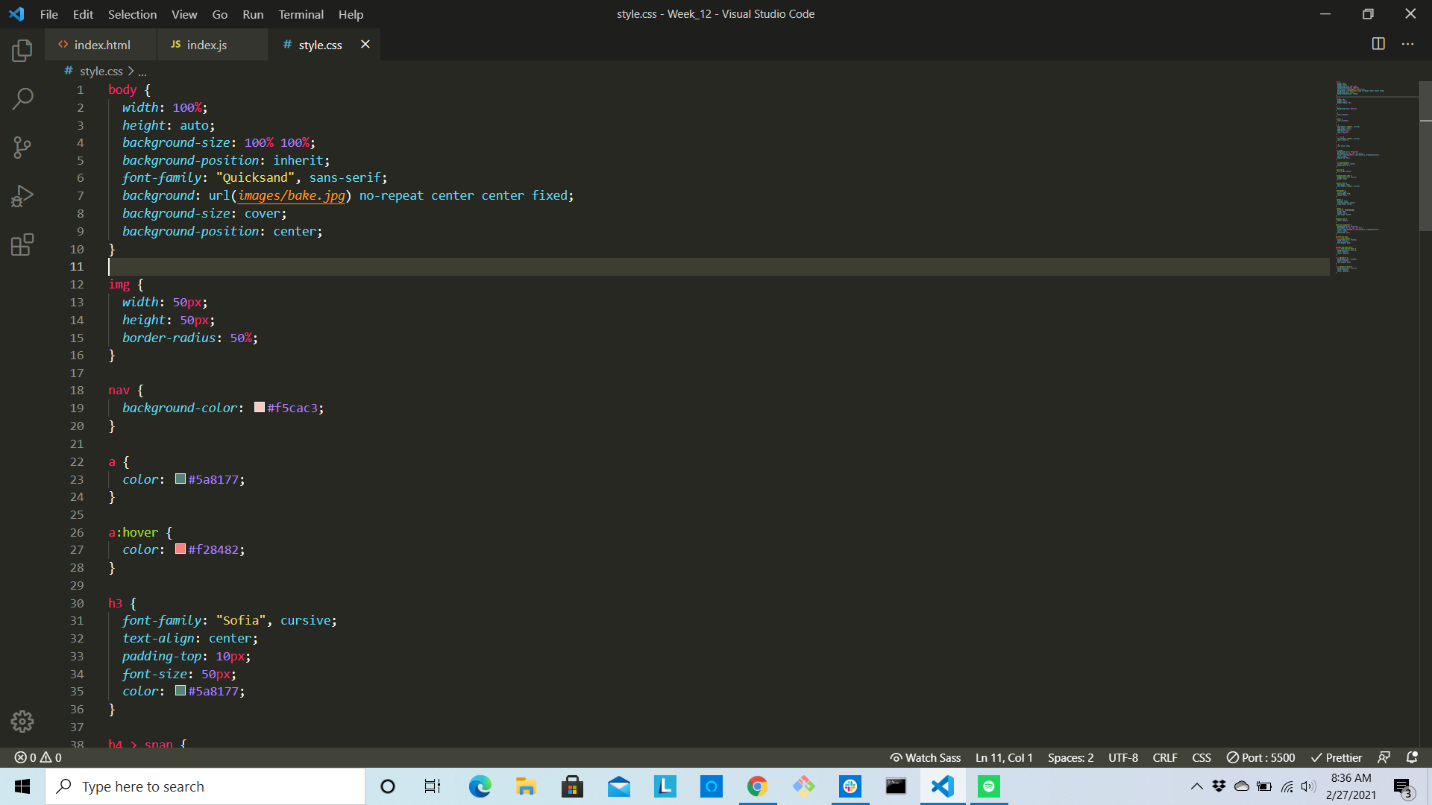 File Edit Selection View Go Run Terminal Help style.css - Week_12 - Visual Studio Code
index.html JS index.js # style.css
# style.css > ...
1 body {
2 width: 100%;
3 height: auto;
4 background-size: 100% 100%;
5 background-position: inherit;
6 font-family: "Quicksand", sans-serif;
7 background: url(images/bake.jpg) no-repeat center center fixed;
8 background-size: cover;
9 background-position: center;
10 }
11
12 img {
13 width: 50px;
14 height: 50px;
15 border-radius: 50%;
16 }
17
18 nav {
19 background-color: #f5cac3;
20 }
21
22 a {
23 color: #5a8177;
24 }
25
26 a:hover {
27 color: #f28482;
28 }
29
30 h3 {
31 font-family: "Sofia", cursive;
32 text-align: center;
33 padding-top: 10px;
34 font-size: 50px;
35 color: #5a8177;
36 }
37
38 h4 > span {
0 0 Watch Sass Ln 11, Col 1 Spaces: 2 UTF-8 CRLF CSS Port : 5500 Prettier
Type here to search L 8:36 AM
2/27/2021 3